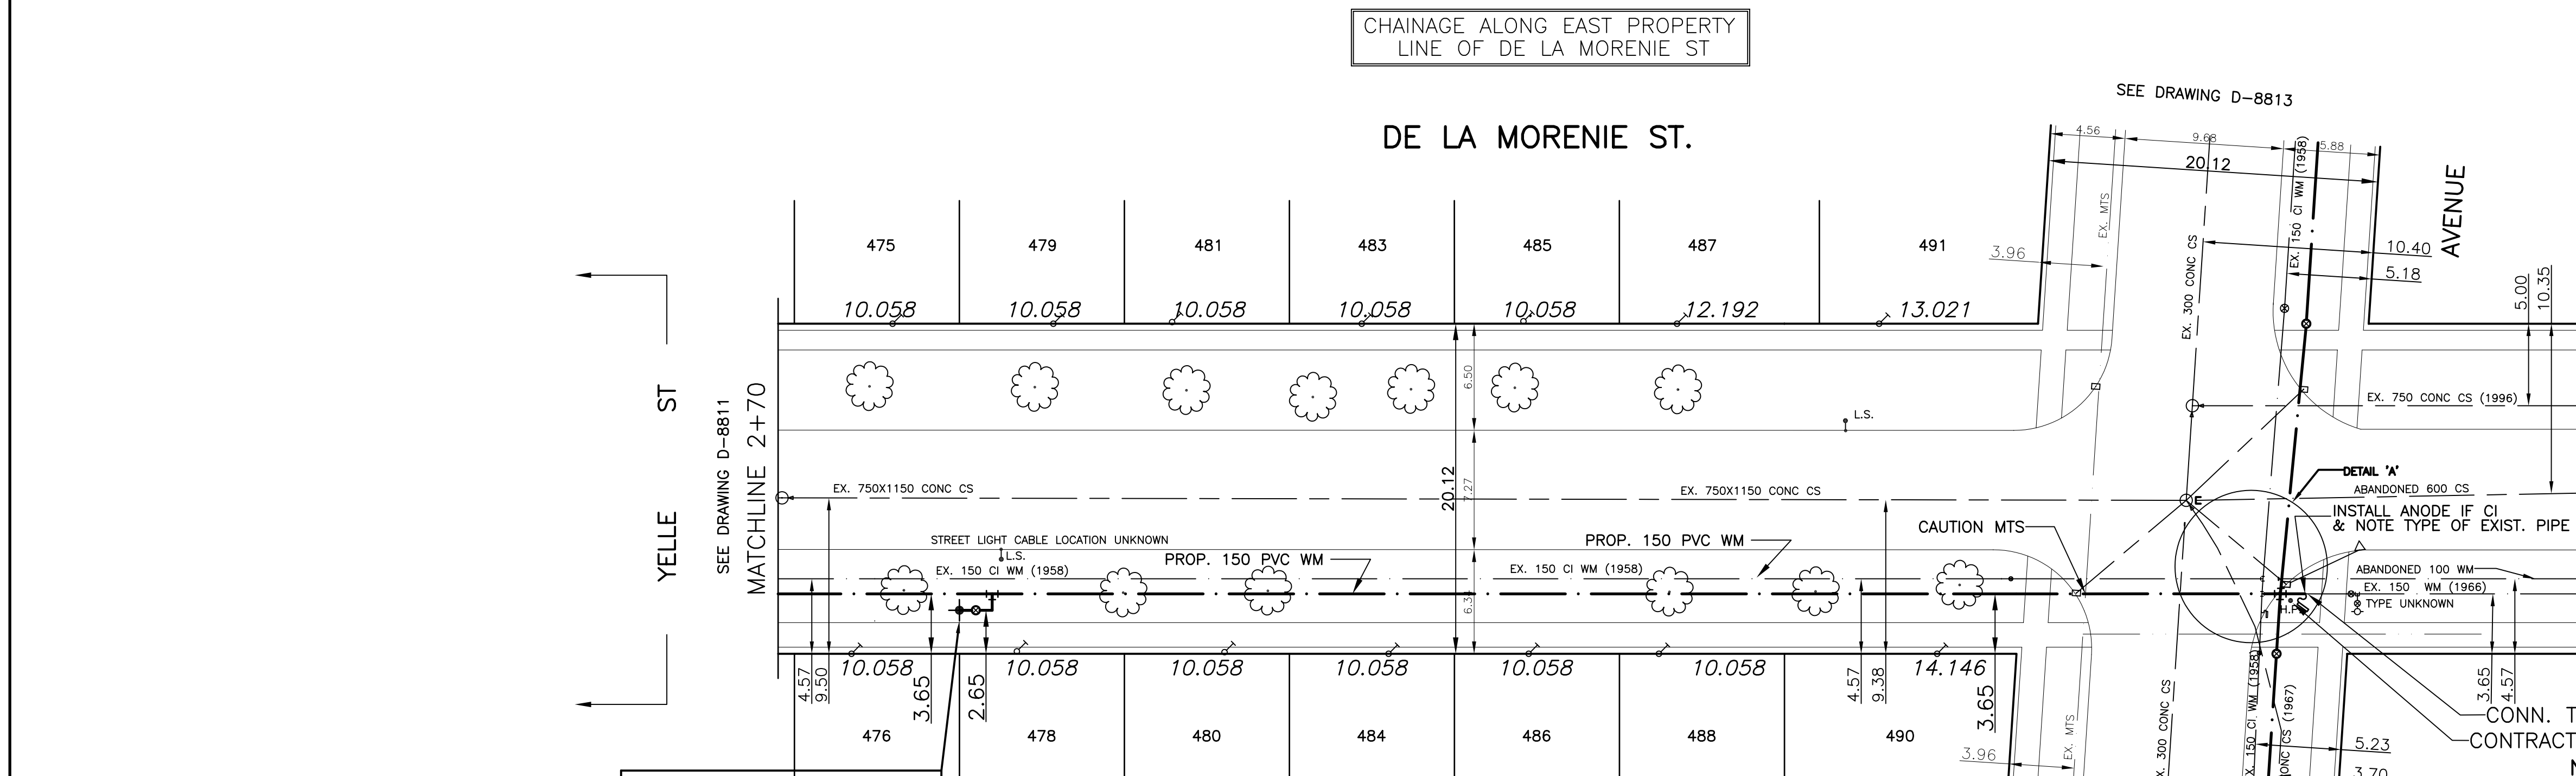 CHAINAGE ALONG EAST PROPERTY
LINE OF DE LA MORENIE ST
SEE DRAWING D-8813
DE LA MORENIE ST.
4.56
9.68
5.88
20.12
EX. 150 CI WM (1958)
EX. MTS
AVENUE
475
479
481
483
485
487
491
3.96
10.40
5.18
EX. 300 CONC CS
5.00
10.35
10.058
10.058
10.058
10.058
10.058
12.192
13.021
YELLE ST
SEE DRAWING D-8811
MATCHLINE 2+70
6.50
20.12
7.27
6.34
L.S.
EX. 750 CONC CS (1996)
EX. 750X1150 CONC CS
EX. 750X1150 CONC CS
E
DETAIL 'A'
ABANDONED 600 CS
INSTALL ANODE IF CI
& NOTE TYPE OF EXIST. PIPE
CAUTION MTS
STREET LIGHT CABLE LOCATION UNKNOWN
L.S.
PROP. 150 PVC WM
PROP. 150 PVC WM
EX. 150 CI WM (1958)
EX. 150 CI WM (1958)
ABANDONED 100 WM
EX. 150 WM (1966)
TYPE UNKNOWN
H.P.
10.058
10.058
10.058
10.058
10.058
10.058
14.146
4.57
9.50
3.65
2.65
4.57
9.38
3.65
3.65
4.57
476
478
480
484
486
488
490
3.96
EX. MTS
EX. 300 CONC CS
EX. 150 CI WM (1958)
CONC CS (1967)
5.23
3.70
CONN. T
CONTRACT